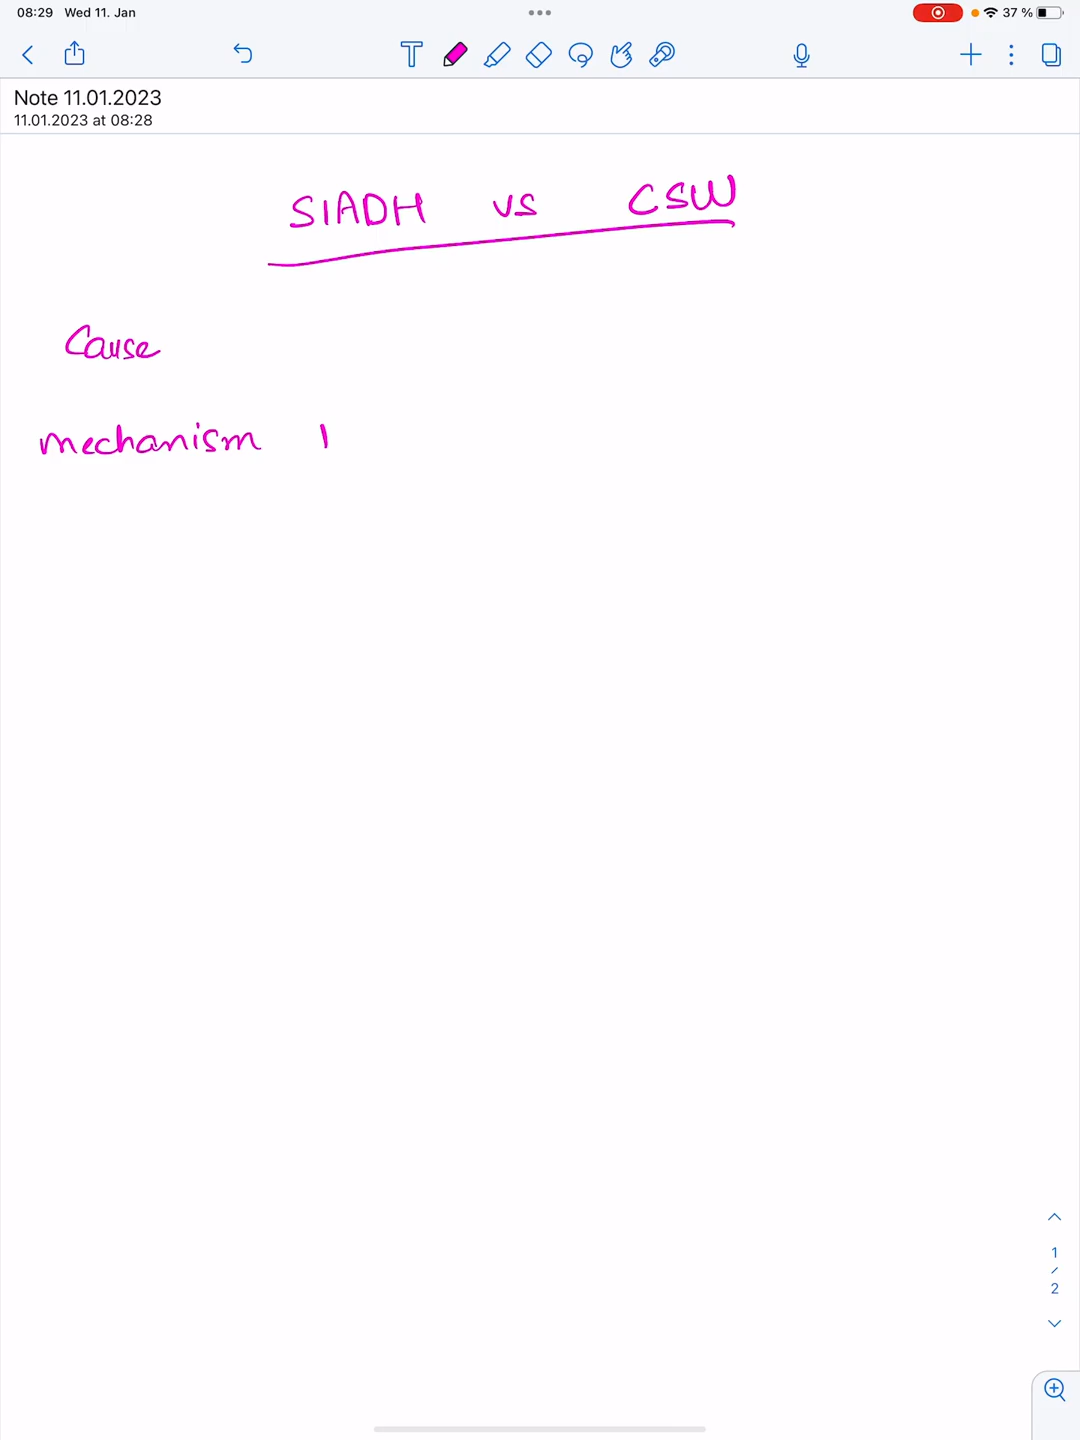 08:29 Wed 11. Jan
37 %
Note 11.01.2023
11.01.2023 at 08:28
SIADH vs CSW
Cause
mechanism
1
2